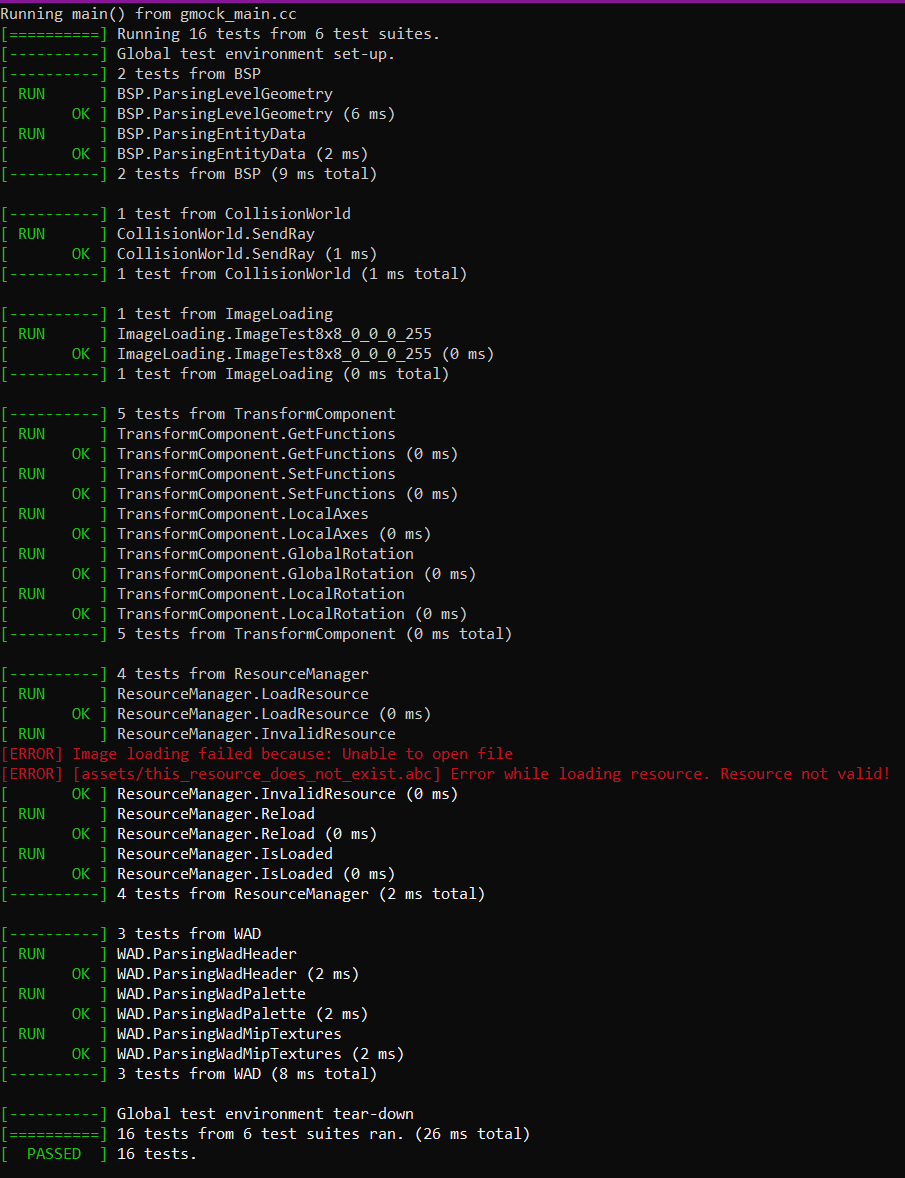 Running main() from gmock_main.cc
[==========] Running 16 tests from 6 test suites.
[----------] Global test environment set-up.
[----------] 2 tests from BSP
[ RUN      ] BSP.ParsingLevelGeometry
[       OK ] BSP.ParsingLevelGeometry (6 ms)
[ RUN      ] BSP.ParsingEntityData
[       OK ] BSP.ParsingEntityData (2 ms)
[----------] 2 tests from BSP (9 ms total)

[----------] 1 test from CollisionWorld
[ RUN      ] CollisionWorld.SendRay
[       OK ] CollisionWorld.SendRay (1 ms)
[----------] 1 test from CollisionWorld (1 ms total)

[----------] 1 test from ImageLoading
[ RUN      ] ImageLoading.ImageTest8x8_0_0_0_255
[       OK ] ImageLoading.ImageTest8x8_0_0_0_255 (0 ms)
[----------] 1 test from ImageLoading (0 ms total)

[----------] 5 tests from TransformComponent
[ RUN      ] TransformComponent.GetFunctions
[       OK ] TransformComponent.GetFunctions (0 ms)
[ RUN      ] TransformComponent.SetFunctions
[       OK ] TransformComponent.SetFunctions (0 ms)
[ RUN      ] TransformComponent.LocalAxes
[       OK ] TransformComponent.LocalAxes (0 ms)
[ RUN      ] TransformComponent.GlobalRotation
[       OK ] TransformComponent.GlobalRotation (0 ms)
[ RUN      ] TransformComponent.LocalRotation
[       OK ] TransformComponent.LocalRotation (0 ms)
[----------] 5 tests from TransformComponent (0 ms total)

[----------] 4 tests from ResourceManager
[ RUN      ] ResourceManager.LoadResource
[       OK ] ResourceManager.LoadResource (0 ms)
[ RUN      ] ResourceManager.InvalidResource
[ERROR] Image loading failed because: Unable to open file
[ERROR] [assets/this_resource_does_not_exist.abc] Error while loading resource. Resource not valid!
[       OK ] ResourceManager.InvalidResource (0 ms)
[ RUN      ] ResourceManager.Reload
[       OK ] ResourceManager.Reload (0 ms)
[ RUN      ] ResourceManager.IsLoaded
[       OK ] ResourceManager.IsLoaded (0 ms)
[----------] 4 tests from ResourceManager (2 ms total)

[----------] 3 tests from WAD
[ RUN      ] WAD.ParsingWadHeader
[       OK ] WAD.ParsingWadHeader (2 ms)
[ RUN      ] WAD.ParsingWadPalette
[       OK ] WAD.ParsingWadPalette (2 ms)
[ RUN      ] WAD.ParsingWadMipTextures
[       OK ] WAD.ParsingWadMipTextures (2 ms)
[----------] 3 tests from WAD (8 ms total)

[----------] Global test environment tear-down
[==========] 16 tests from 6 test suites ran. (26 ms total)
[  PASSED  ] 16 tests.